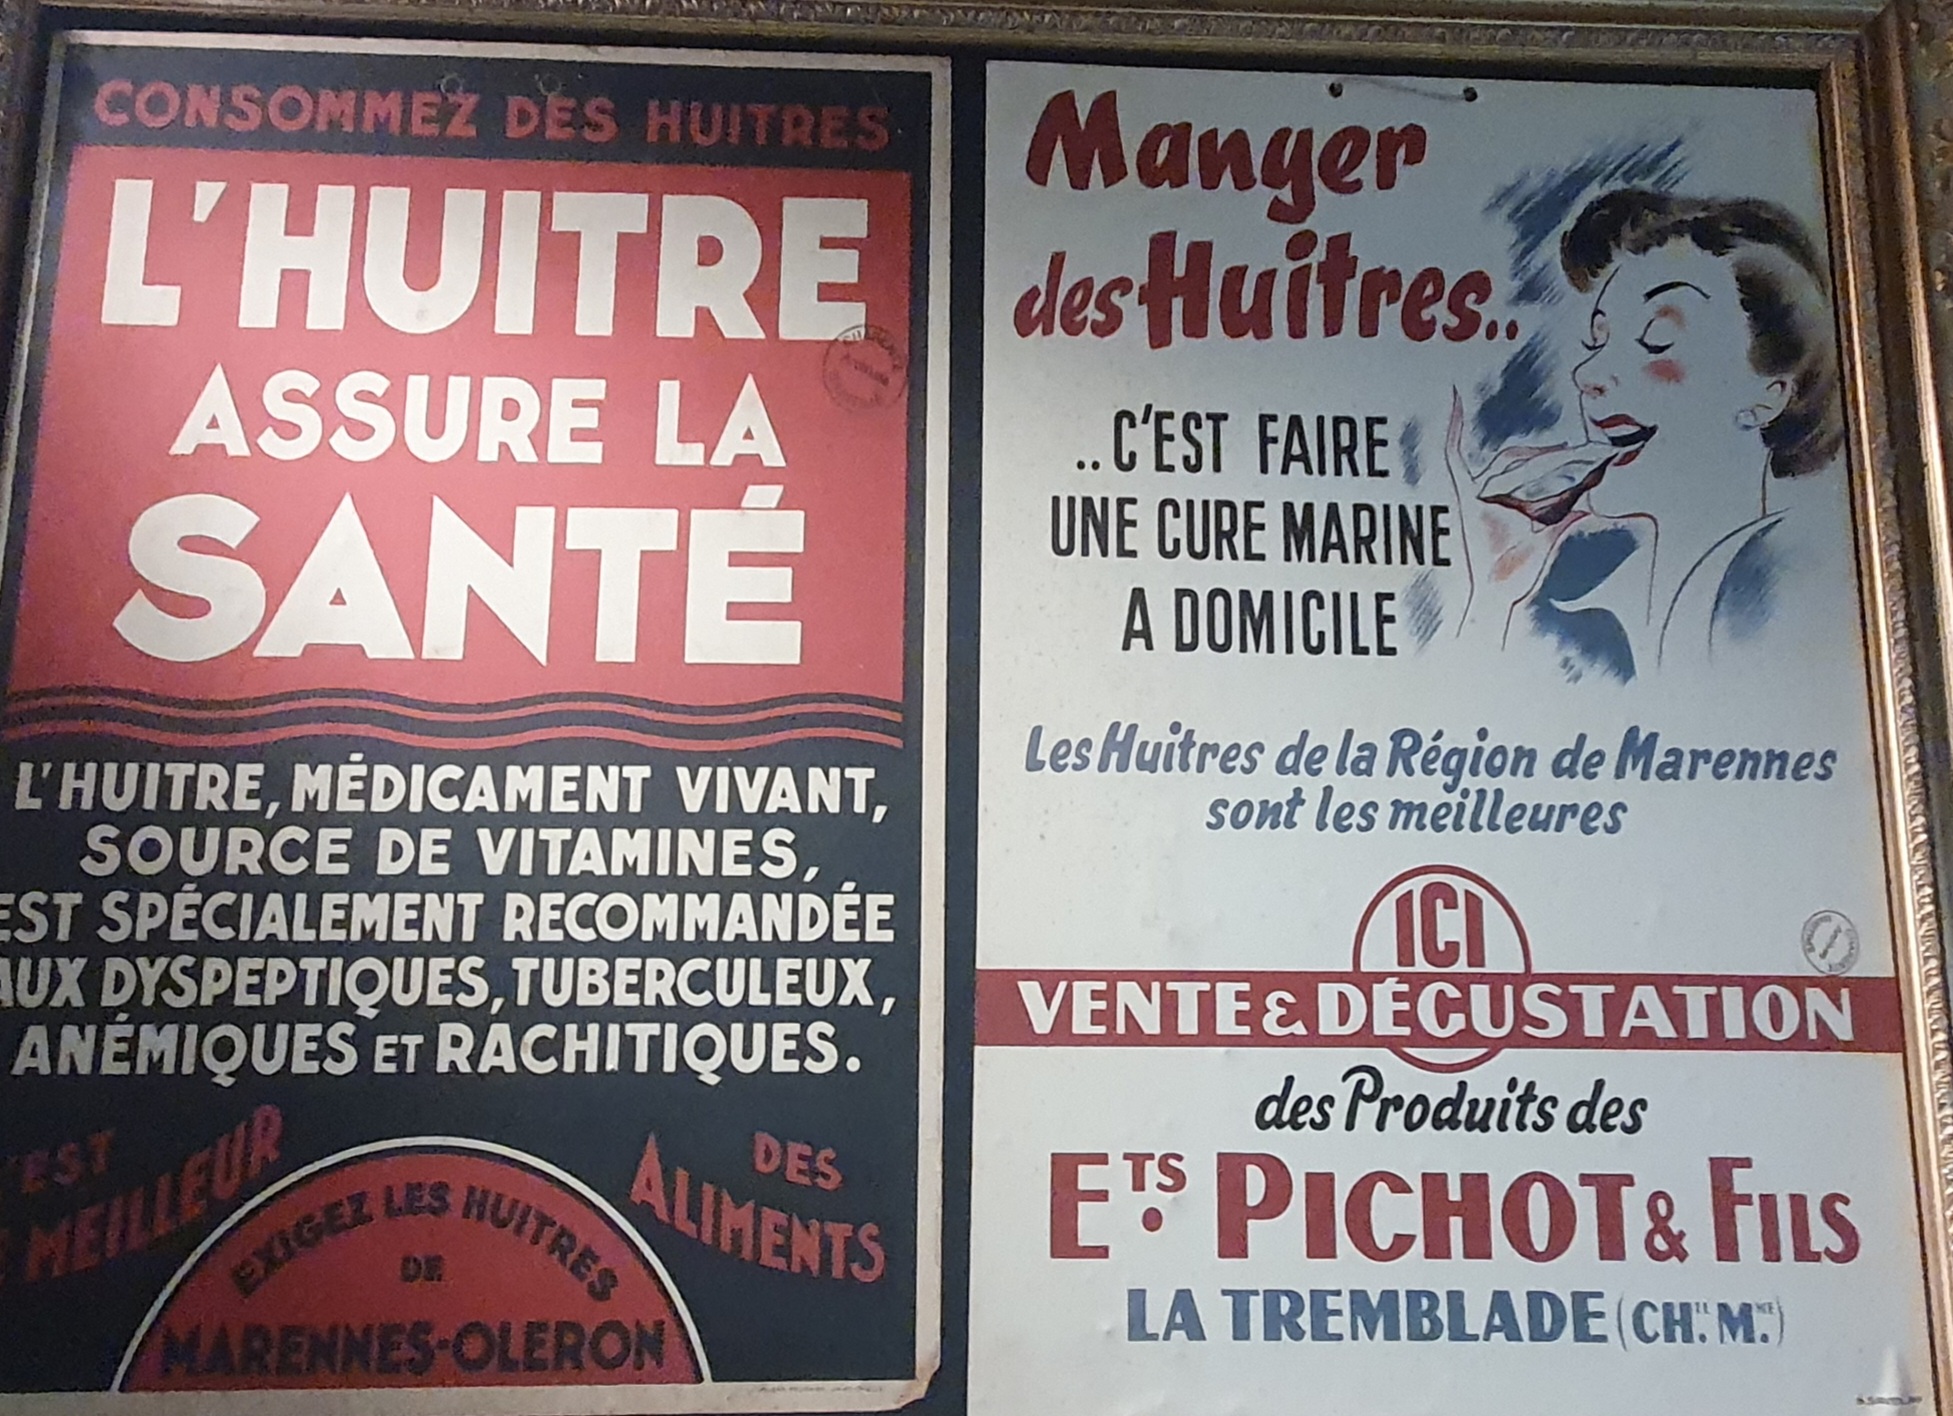 CONSOMMEZ DES HUITRES
L'HUITRE
ASSURE LA
SANTÉ
L'HUITRE, MÉDICAMENT VIVANT,
SOURCE DE VITAMINES,
EST SPÉCIALEMENT RECOMMANDÉE
AUX DYSPEPTIQUES, TUBERCULEUX,
ANÉMIQUES ET RACHITIQUES.
EST
MEILLEUR
DES
ALIMENTS
EXIGEZ LES HUITRES
DE
MARENNES-OLERON
Manger
des Huitres..
..C'EST FAIRE
UNE CURE MARINE
A DOMICILE
Les Huitres de la Région de Marennes
sont les meilleures
ICI
VENTE & DÉGUSTATION
des Produits des
ETS. PICHOT & FILS
LA TREMBLADE (CHTE. MME.)